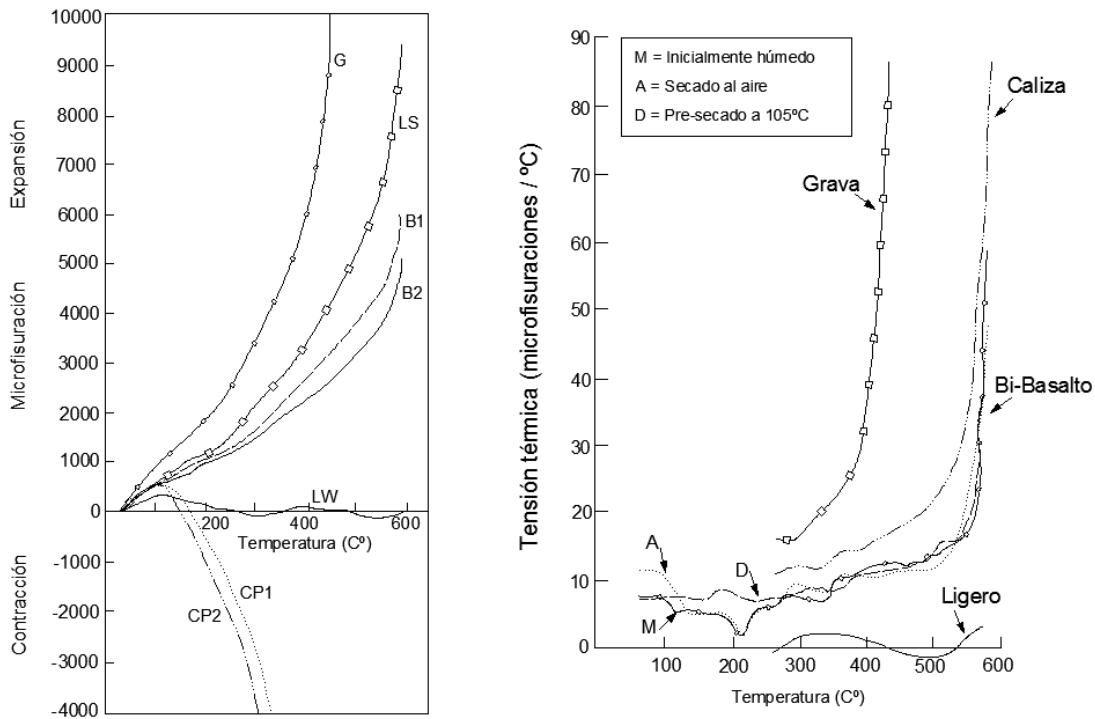 Expansión
Microfisuración
Contracción
10000
9000
8000
7000
6000
5000
4000
3000
2000
1000
0
-1000
-2000
-3000
-4000
G
LS
B1
B2
LW
200
400
600
Temperatura (Cº)
CP1
CP2
Tensión térmica (microfisuraciones / ºC)
90
80
70
60
50
40
30
20
10
0
M = Inicialmente húmedo
A = Secado al aire
D = Pre-secado a 105ºC
Caliza
Grava
Bi-Basalto
A
D
M
Ligero
100
200
300
400
500
600
Temperatura (Cº)